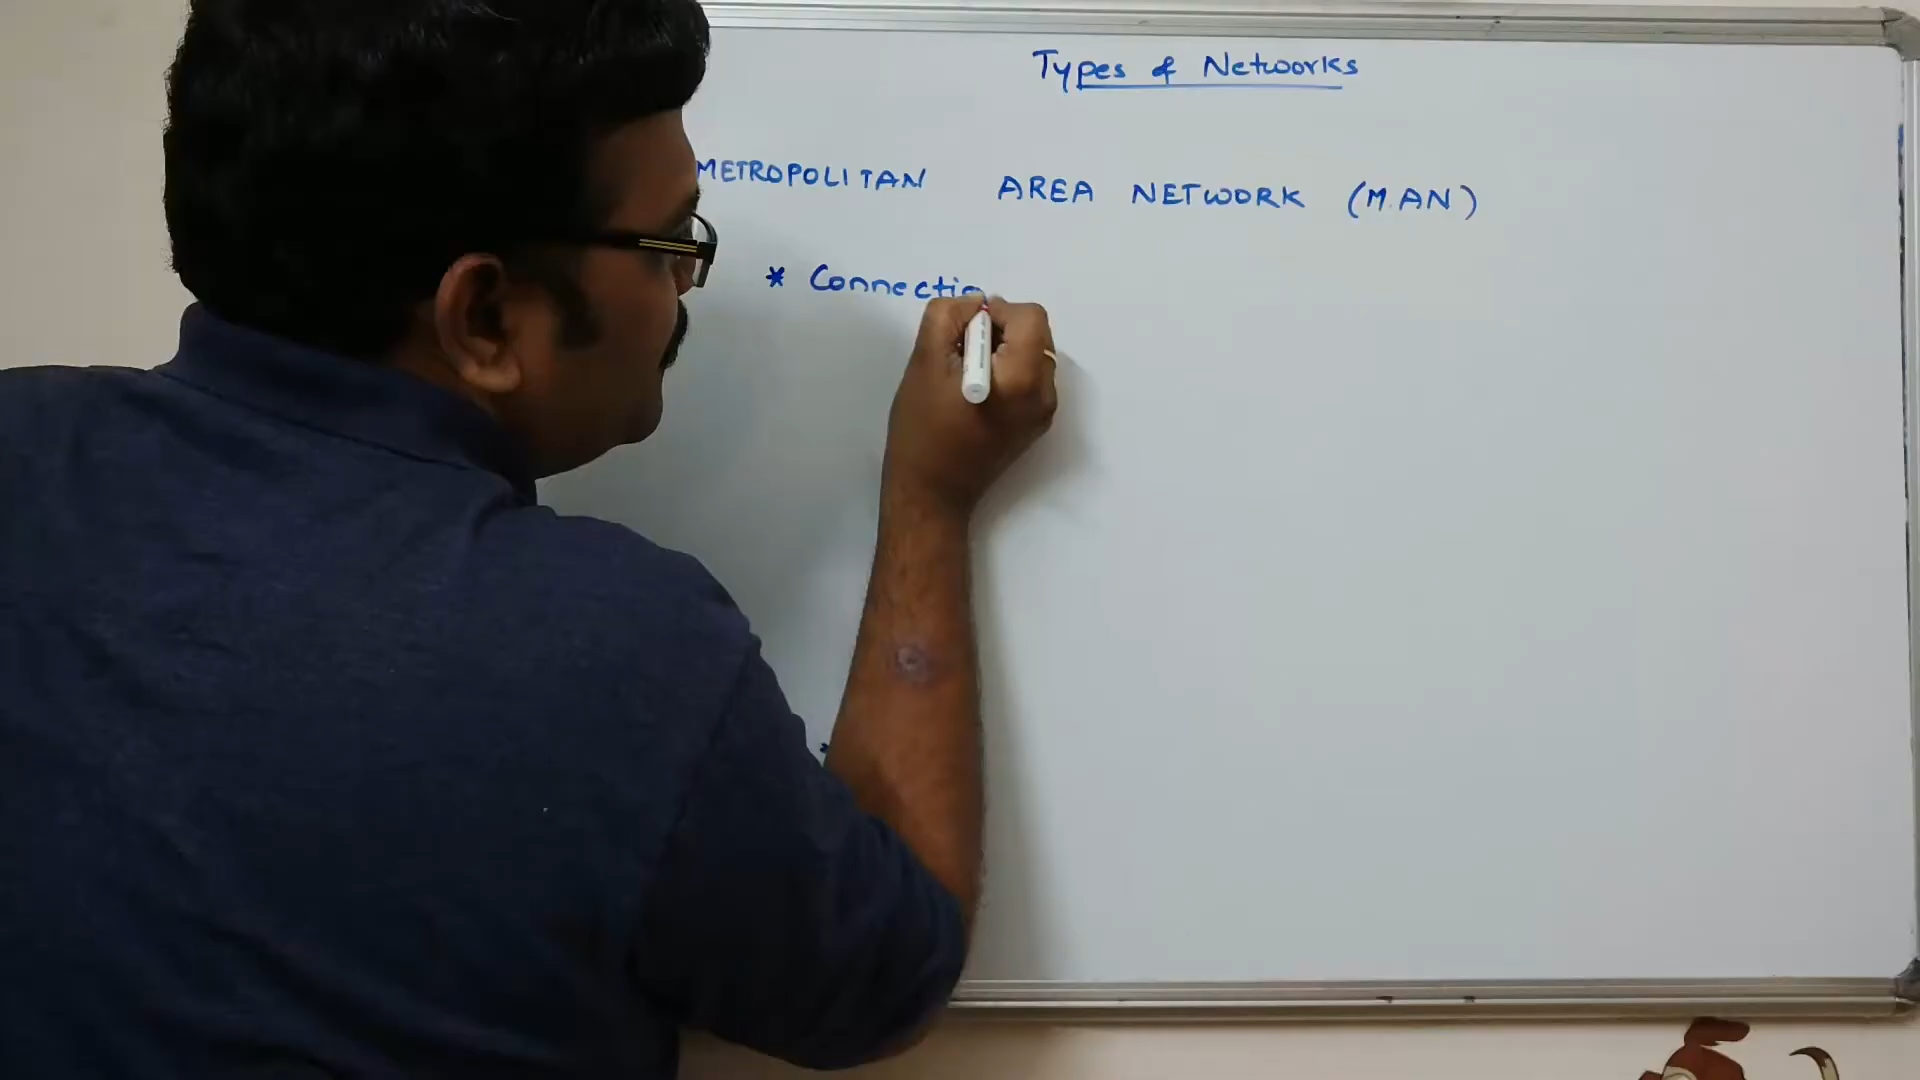 Types of Networks
METROPOLITAN AREA NETWORK (MAN)
* Connectio